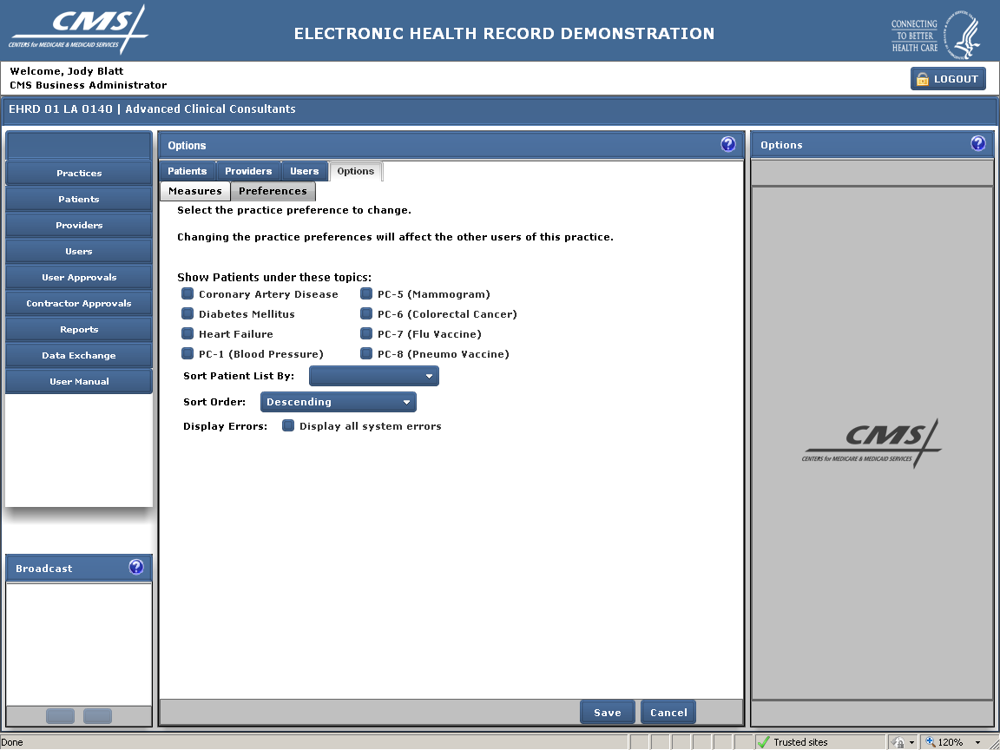 CMS
CENTERS for MEDICARE & MEDICAID SERVICES
ELECTRONIC HEALTH RECORD DEMONSTRATION
CONNECTING
TO BETTER
HEALTH CARE
Welcome, Jody Blatt
CMS Business Administrator
LOGOUT
EHRD 01 LA 0140 | Advanced Clinical Consultants
Practices
Patients
Providers
Users
User Approvals
Contractor Approvals
Reports
Data Exchange
User Manual
Broadcast
?
Options
?
Patients Providers Users Options
Measures Preferences
Select the practice preference to change.
Changing the practice preferences will affect the other users of this practice.
Show Patients under these topics:
Coronary Artery Disease PC-5 (Mammogram)
Diabetes Mellitus PC-6 (Colorectal Cancer)
Heart Failure PC-7 (Flu Vaccine)
PC-1 (Blood Pressure) PC-8 (Pneumo Vaccine)
Sort Patient List By:
Sort Order: Descending
Display Errors: Display all system errors
Save Cancel
Options
?
CMS
CENTERS for MEDICARE & MEDICAID SERVICES
Done
Trusted sites
120%